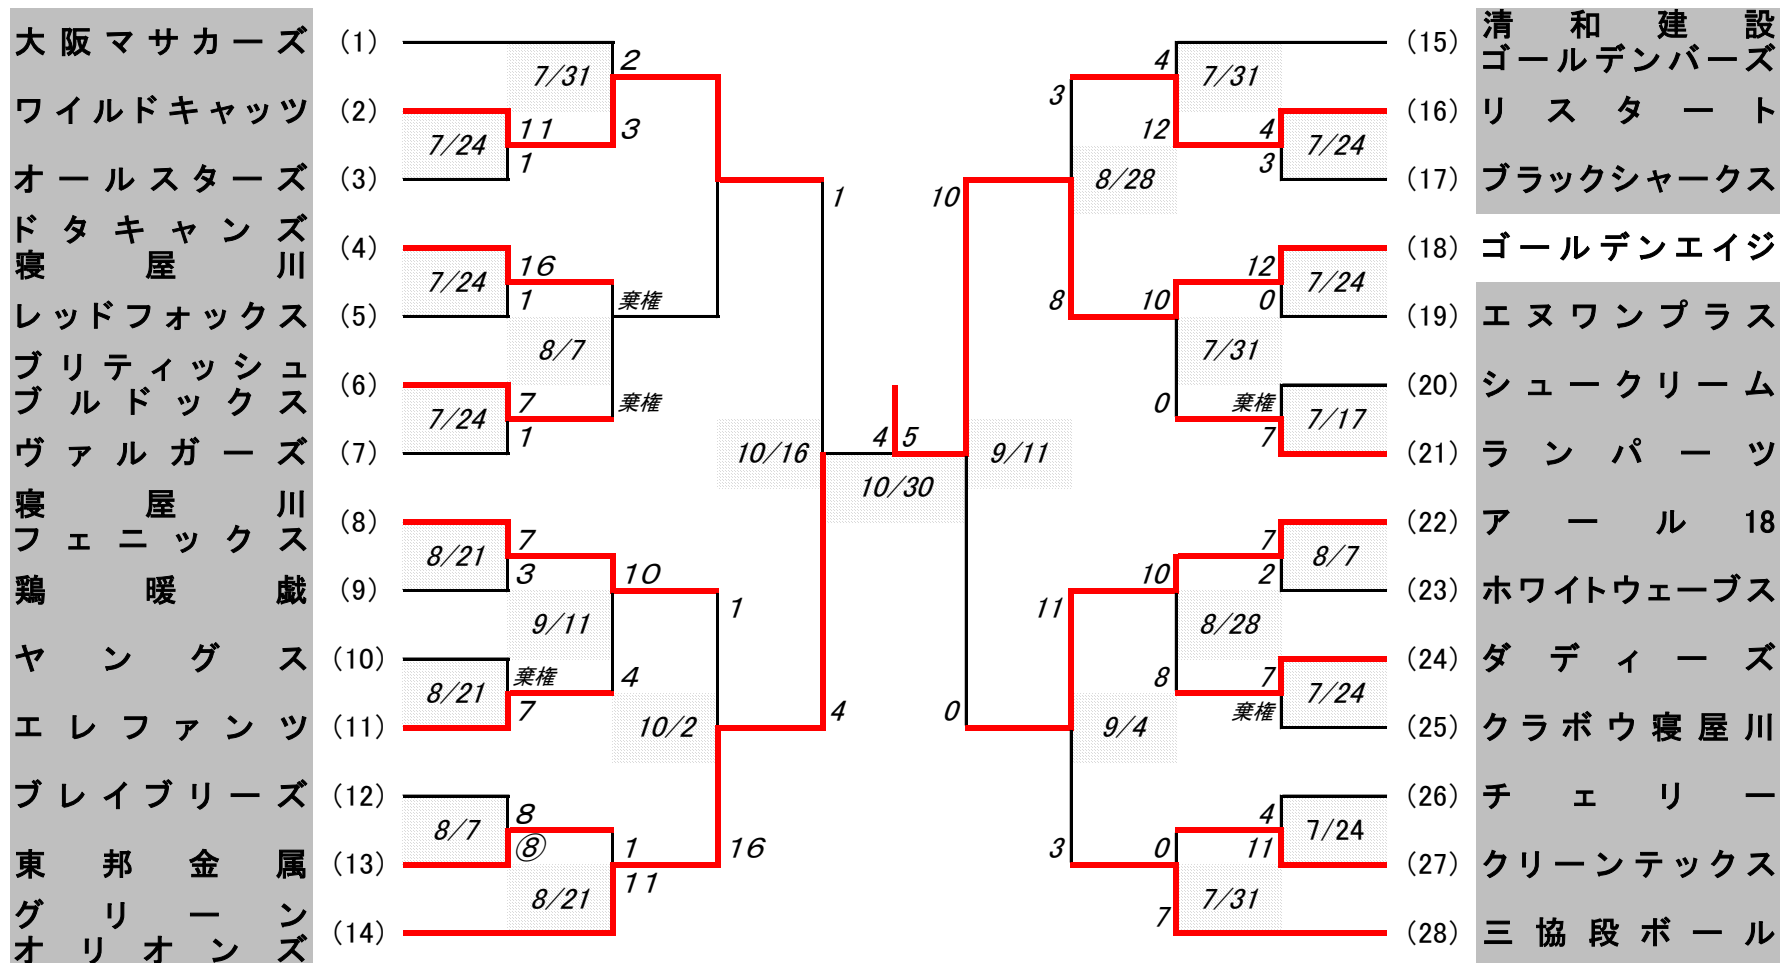 大阪マサカーズ (1)
ワイルドキャッツ (2)
オールスターズ (3)
ドタキャンズ
寝屋川 (4)
レッドフォックス (5)
ブリティッシュ
ブルドックス (6)
ヴァルガーズ (7)
寝屋川
フェニックス (8)
鶏暖戯 (9)
ヤングス (10)
エレファンツ (11)
ブレイブリーズ (12)
東邦金属 (13)
グリーン
オリオンズ (14)
7/24
11
1
7/31
2
3
7/24
16
1
7/24
7
1
8/7
棄権
棄権
8/21
7
3
8/21
棄権
7
9/11
10
4
8/7
8
⑧
8/21
1
11
10/2
1
16
10/16
1
4
10/30
4
5
9/11
10
0
8/28
3
8
9/4
11
3
7/31
4
12
7/24
4
3
7/31
10
0
7/24
12
0
7/17
棄権
7
8/28
10
8
8/7
7
2
7/24
7
棄権
7/31
0
7
7/24
4
11
(15) 清和建設
ゴールデンバーズ
(16) リスタート
(17) ブラックシャークス
(18) ゴールデンエイジ
(19) エヌワンプラス
(20) シュークリーム
(21) ランパーツ
(22) アール18
(23) ホワイトウェーブス
(24) ダディーズ
(25) クラボウ寝屋川
(26) チェリー
(27) クリーンテックス
(28) 三協段ボール